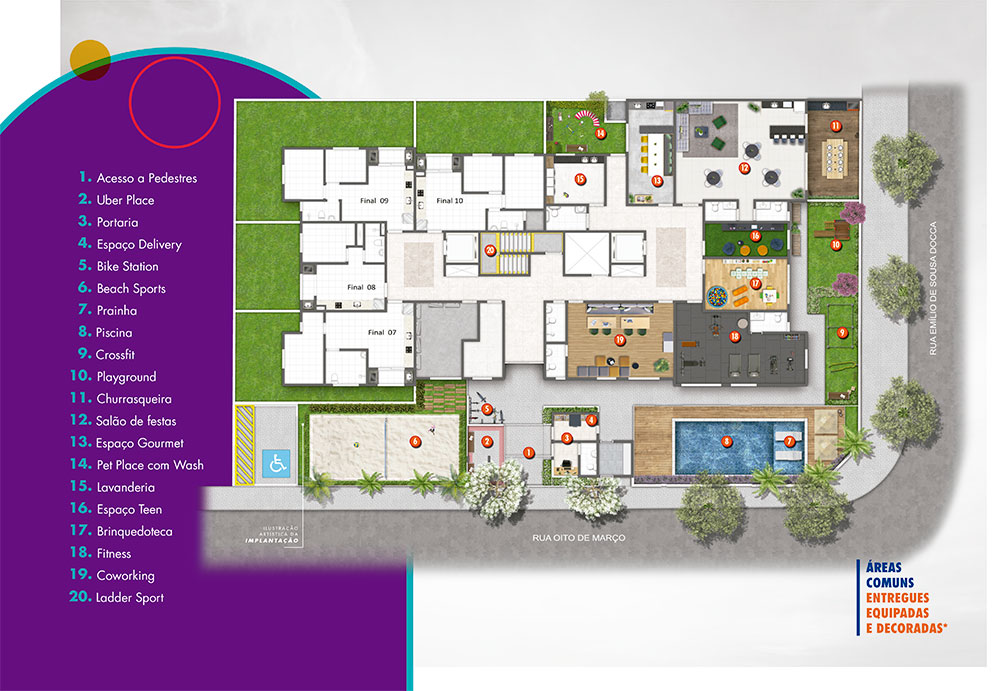 1. Acesso a Pedestres
2. Uber Place
3. Portaria
4. Espaço Delivery
5. Bike Station
6. Beach Sports
7. Prainha
8. Piscina
9. Crossfit
10. Playground
11. Churrasqueira
12. Salão de festas
13. Espaço Gourmet
14. Pet Place com Wash
15. Lavanderia
16. Espaço Teen
17. Brinquedoteca
18. Fitness
19. Coworking
20. Ladder Sport
14
11
13
12
15
Final 09
Final 10
16
10
20
Final 08
17
Final 07
19
18
9
5
4
6
2
1
3
8
7
RUA EMÍLIO DE SOUSA DOCCA
ILUSTRAÇÃO
ARTÍSTICA DA
IMPLANTAÇÃO
RUA OITO DE MARÇO
ÁREAS
COMUNS
ENTREGUES
EQUIPADAS
E DECORADAS*